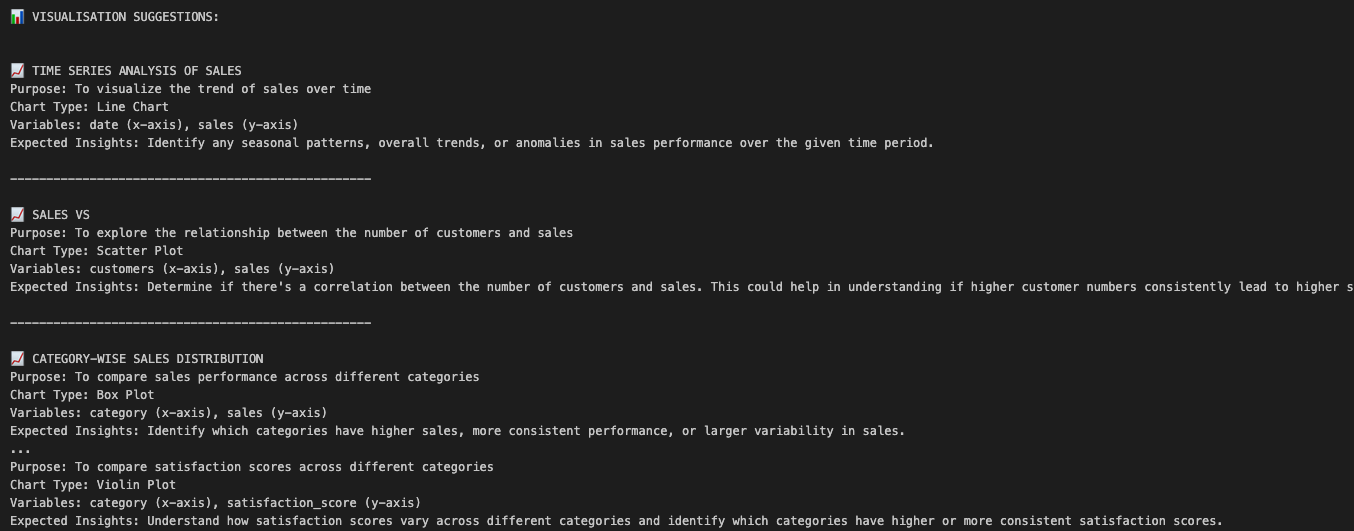 📊 VISUALISATION SUGGESTIONS:
📈 TIME SERIES ANALYSIS OF SALES
Purpose: To visualize the trend of sales over time
Chart Type: Line Chart
Variables: date (x-axis), sales (y-axis)
Expected Insights: Identify any seasonal patterns, overall trends, or anomalies in sales performance over the given time period.
--------------------------------------------------
📈 SALES VS
Purpose: To explore the relationship between the number of customers and sales
Chart Type: Scatter Plot
Variables: customers (x-axis), sales (y-axis)
Expected Insights: Determine if there's a correlation between the number of customers and sales. This could help in understanding if higher customer numbers consistently lead to higher s
--------------------------------------------------
📈 CATEGORY-WISE SALES DISTRIBUTION
Purpose: To compare sales performance across different categories
Chart Type: Box Plot
Variables: category (x-axis), sales (y-axis)
Expected Insights: Identify which categories have higher sales, more consistent performance, or larger variability in sales.
...
Purpose: To compare satisfaction scores across different categories
Chart Type: Violin Plot
Variables: category (x-axis), satisfaction_score (y-axis)
Expected Insights: Understand how satisfaction scores vary across different categories and identify which categories have higher or more consistent satisfaction scores.